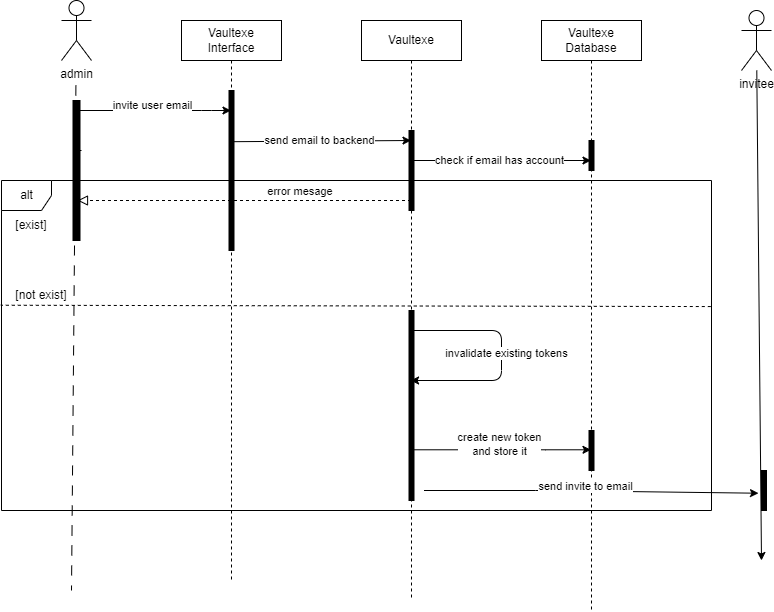 Vaultexe
Interface
Vaultexe
Vaultexe
Database
admin
invitee
invite user email
send email to backend
check if email has account
alt
error mesage
[exist]
[not exist]
invalidate existing tokens
create new token
and store it
send invite to email